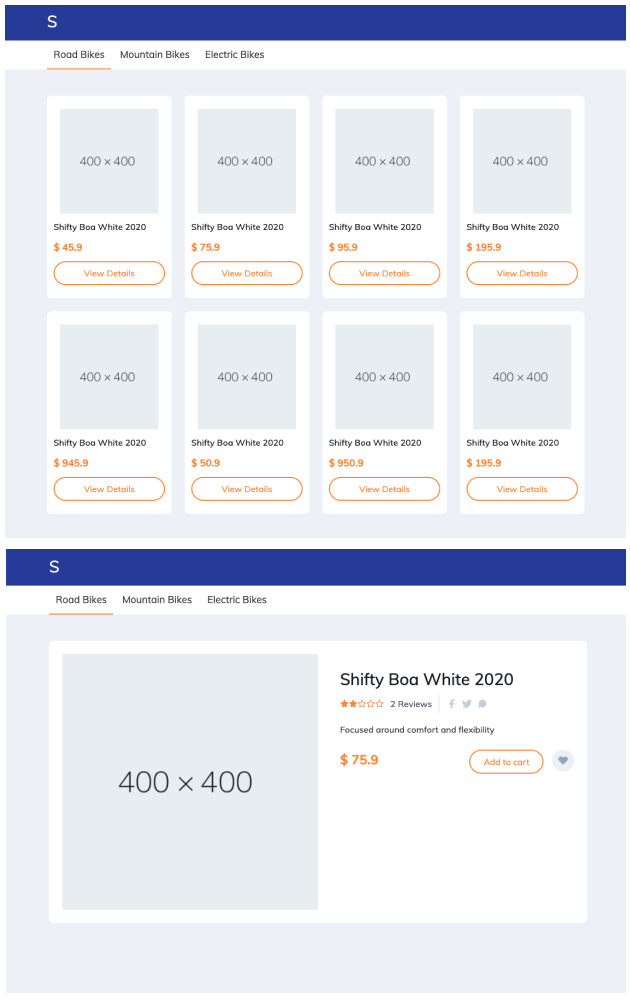 S
Road Bikes Mountain Bikes Electric Bikes
400 × 400 400 × 400 400 × 400 400 × 400
Shifty Boa White 2020 Shifty Boa White 2020 Shifty Boa White 2020 Shifty Boa White 2020
$ 45.9 $ 75.9 $ 95.9 $ 195.9
View Details View Details View Details View Details
400 × 400 400 × 400 400 × 400 400 × 400
Shifty Boa White 2020 Shifty Boa White 2020 Shifty Boa White 2020 Shifty Boa White 2020
$ 945.9 $ 50.9 $ 950.9 $ 195.9
View Details View Details View Details View Details
S
Road Bikes Mountain Bikes Electric Bikes
400 × 400
Shifty Boa White 2020
2 Reviews
Focused around comfort and flexibility
$ 75.9 Add to cart